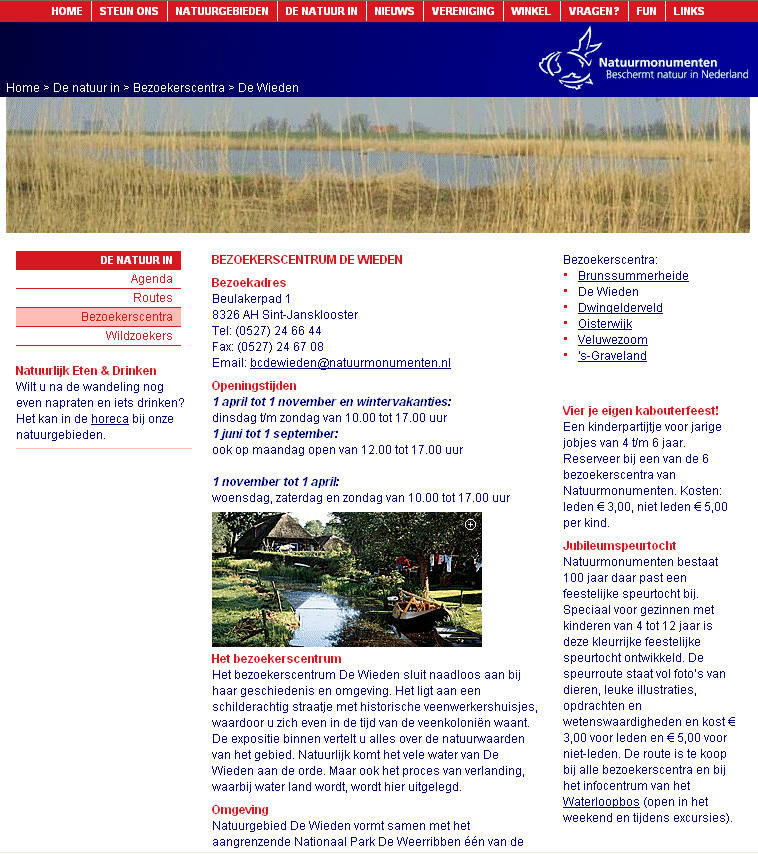 HOME STEUN ONS NATUURGEBIEDEN DE NATUUR IN NIEUWS VERENIGING WINKEL VRAGEN? FUN LINKS
Natuurmonumenten
Beschermt natuur in Nederland
Home > De natuur in > Bezoekerscentra > De Wieden
DE NATUUR IN
Agenda
Routes
Bezoekerscentra
Wildzoekers
Natuurlijk Eten & Drinken
Wilt u na de wandeling nog
even napraten en iets drinken?
Het kan in de horeca bij onze
natuurgebieden.
BEZOEKERSCENTRUM DE WIEDEN
Bezoekadres
Beulakerpad 1
8326 AH Sint-Jansklooster
Tel: (0527) 24 66 44
Fax: (0527) 24 67 08
Email: bcdewieden@natuurmonumenten.nl
Openingstijden
1 april tot 1 november en wintervakanties:
dinsdag t/m zondag van 10.00 tot 17.00 uur
1 juni tot 1 september:
ook op maandag open van 12.00 tot 17.00 uur
1 november tot 1 april:
woensdag, zaterdag en zondag van 10.00 tot 17.00 uur
Het bezoekerscentrum
Het bezoekerscentrum De Wieden sluit naadloos aan bij
haar geschiedenis en omgeving. Het ligt aan een
schilderachtig straatje met historische veenwerkershuisjes,
waardoor u zich even in de tijd van de veenkoloniën waant.
De expositie binnen vertelt u alles over de natuurwaarden
van het gebied. Natuurlijk komt het vele water van De
Wieden aan de orde. Maar ook het proces van verlanding,
waarbij water land wordt, wordt hier uitgelegd.
Omgeving
Natuurgebied De Wieden vormt samen met het
aangrenzende Nationaal Park De Weerribben één van de
Bezoekerscentra:
• Brunssummerheide
• De Wieden
• Dwingelderveld
• Oisterwijk
• Veluwezoom
• 's-Graveland
Vier je eigen kabouterfeest!
Een kinderpartijtje voor jarige
jobjes van 4 t/m 6 jaar.
Reserveer bij een van de 6
bezoekerscentra van
Natuurmonumenten. Kosten:
leden € 3,00, niet leden € 5,00
per kind.
Jubileumspeurtocht
Natuurmonumenten bestaat
100 jaar daar past een
feestelijke speurtocht bij.
Speciaal voor gezinnen met
kinderen van 4 tot 12 jaar is
deze kleurrijke feestelijke
speurtocht ontwikkeld. De
speurroute staat vol foto's van
dieren, leuke illustraties,
opdrachten en
wetenswaardigheden en kost €
3,00 voor leden en € 5,00 voor
niet-leden. De route is te koop
bij alle bezoekerscentra en bij
het infocentrum van het
Waterloopbos (open in het
weekend en tijdens excursies).